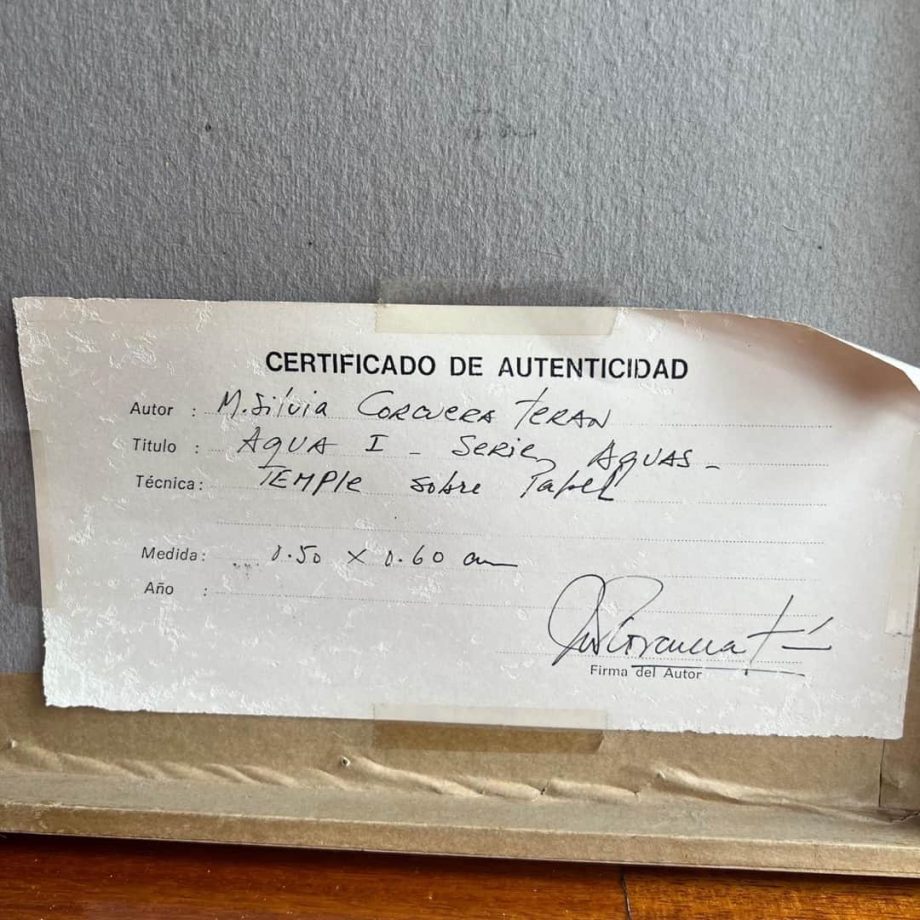 CERTIFICADO DE AUTENTICIDAD
Autor : M. Silvia CORCUERA TERAN
Titulo : AGUA I - SERIE, AGUAS -
Técnica: TEMPLE sobre Papel
Medida: 0.50 x 0.60 cm
Año :
Firma del Autor